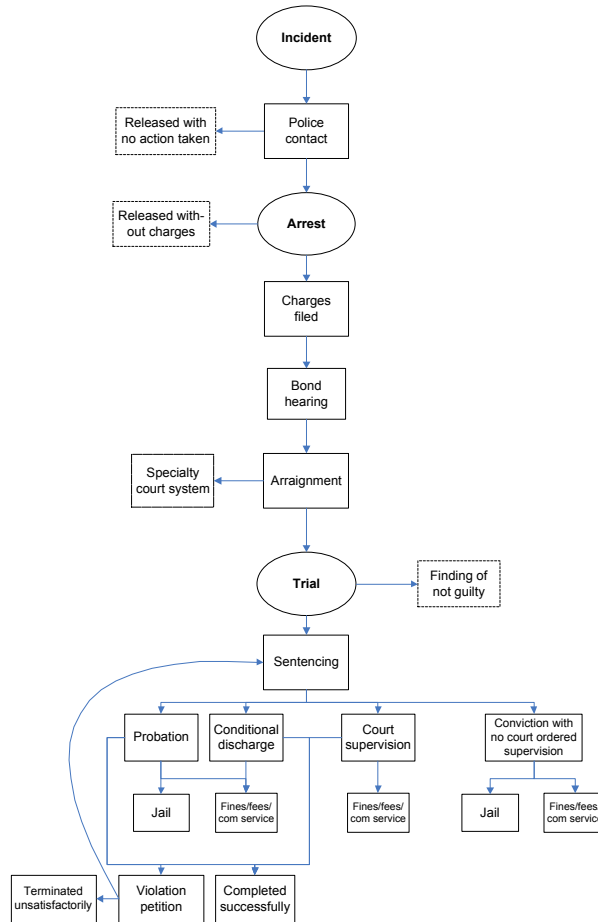 Incident
Released with
no action taken
Police
contact
Released with-
out charges
Arrest
Charges
filed
Bond
hearing
Specialty
court system
Arraignment
Trial
Finding of
not guilty
Sentencing
Probation
Conditional
discharge
Court
supervision
Conviction with
no court ordered
supervision
Jail
Fines/fees/
com service
Fines/fees/
com service
Jail
Fines/fees/
com service
Terminated
unsatisfactorily
Violation
petition
Completed
successfully